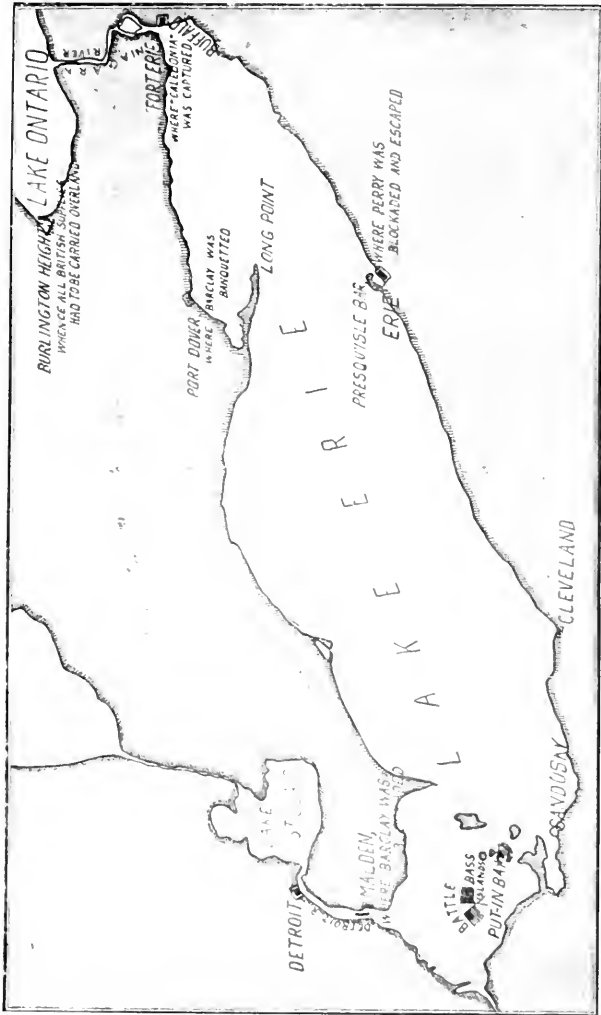 LAKE ONTARIO
BURLINGTON HEIGHTS
WHENCE ALL BRITISH SUPPLIES
HAD TO BE CARRIED OVERLAND
RIVER
FORT ERIE
WHERE "CALEDONIA"
WAS CAPTURED
BUFFALO
PORT DOVER
WHERE BARCLAY WAS
BANQUETTED
LONG POINT
PRESQU'ISLE BAR
ERIE
WHERE PERRY WAS
BLOCKADED AND ESCAPED
LAKE ERIE
CLEVELAND
LAKE
DETROIT
DETROIT R
MALDEN,
WHERE BARCLAY WAS
BATTLE
BASS
ISLANDS
PUT-IN BAY
SANDUSKY